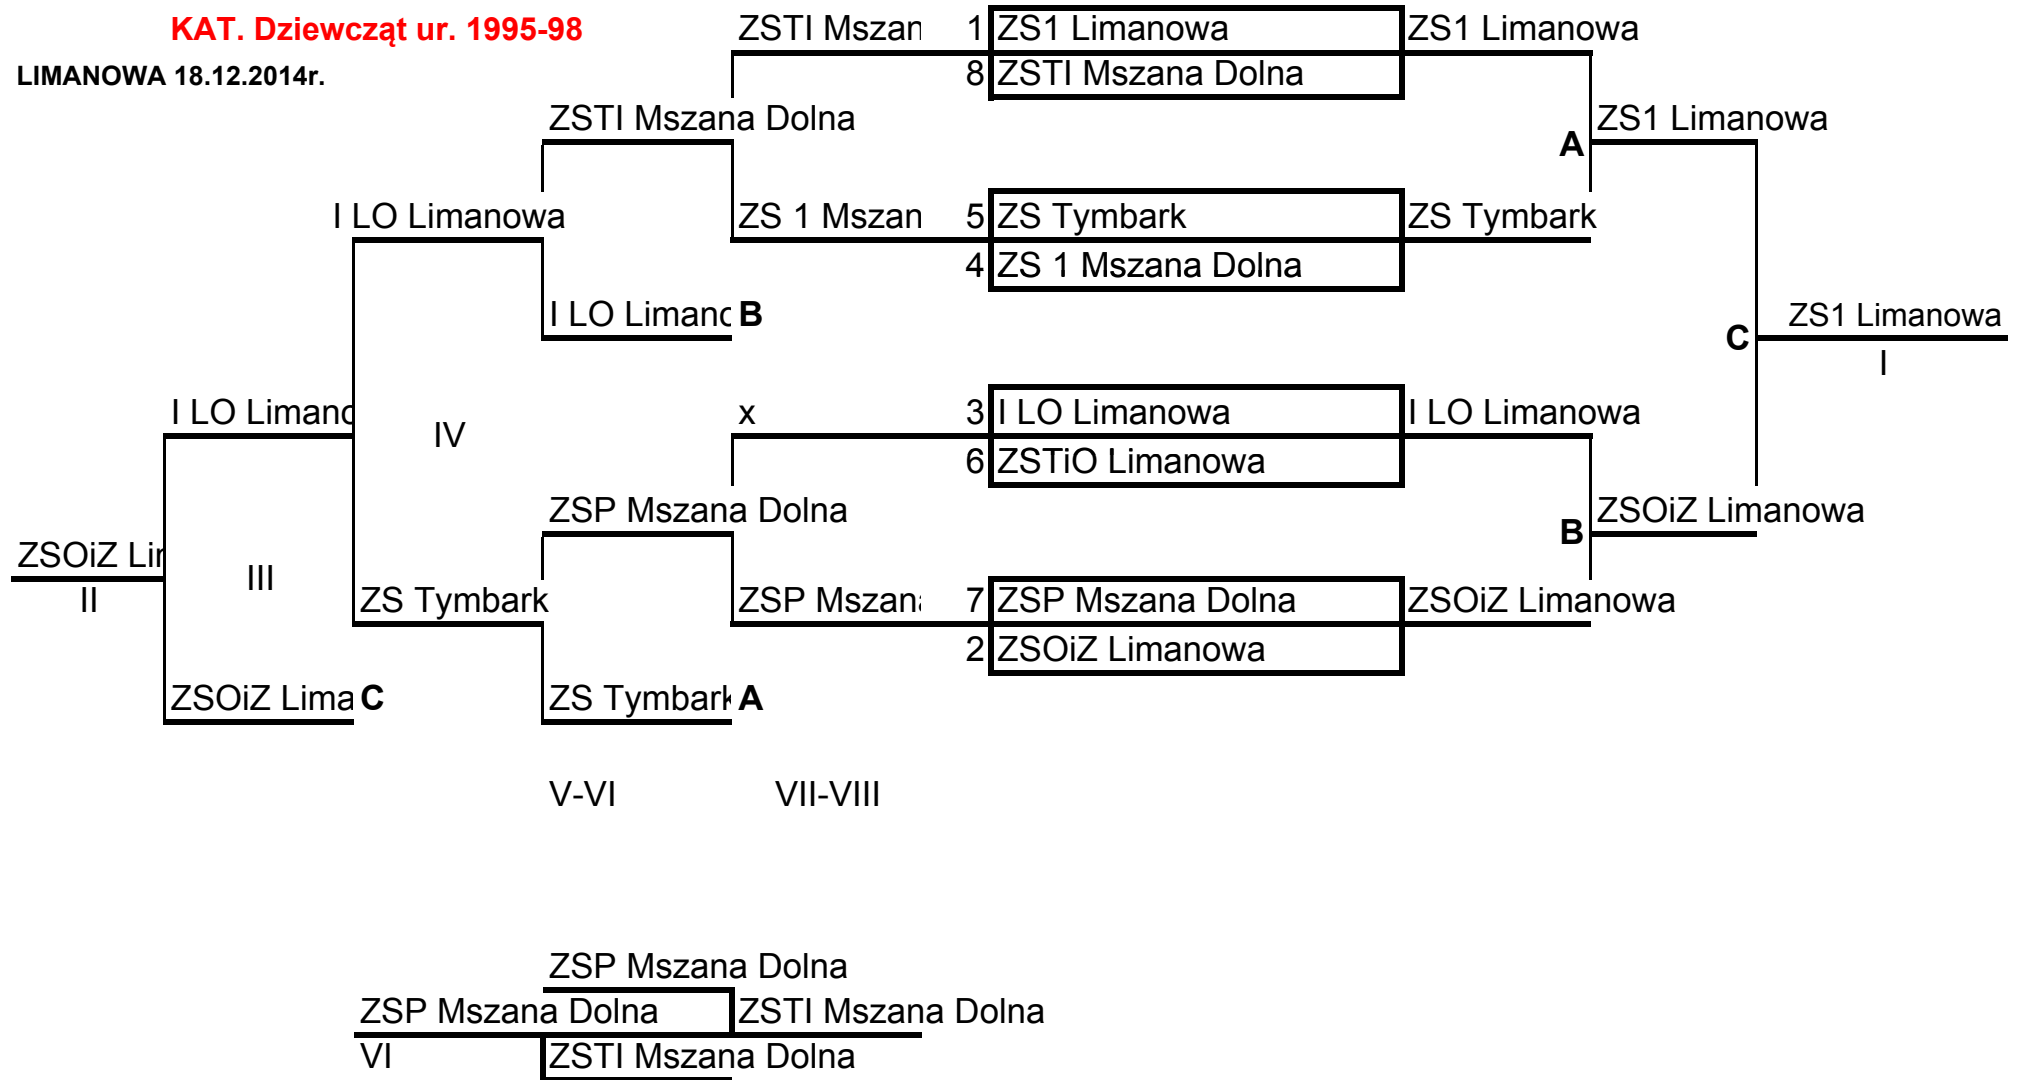 KAT. Dziewcząt ur. 1995-98
ZSTI Mszan 1 ZS1 Limanowa ZS1 Limanowa
LIMANOWA 18.12.2014r.
8 ZSTI Mszana Dolna
ZSTI Mszana Dolna
ZS1 Limanowa
A
I LO Limanowa
ZS 1 Mszan 5 ZS Tymbark ZS Tymbark
4 ZS 1 Mszana Dolna
I LO Limanc B
ZS1 Limanowa
C
I
I LO Limano
IV
x 3 I LO Limanowa I LO Limanowa
6 ZSTiO Limanowa
ZSP Mszana Dolna
ZSOiZ Limanowa
B
ZSOiZ Lir
II
III
ZS Tymbark
ZSP Mszana 7 ZSP Mszana Dolna ZSOiZ Limanowa
2 ZSOiZ Limanowa
ZSOiZ Lima C
ZS Tymbark A
V-VI VII-VIII
ZSP Mszana Dolna
ZSP Mszana Dolna ZSTI Mszana Dolna
VI ZSTI Mszana Dolna